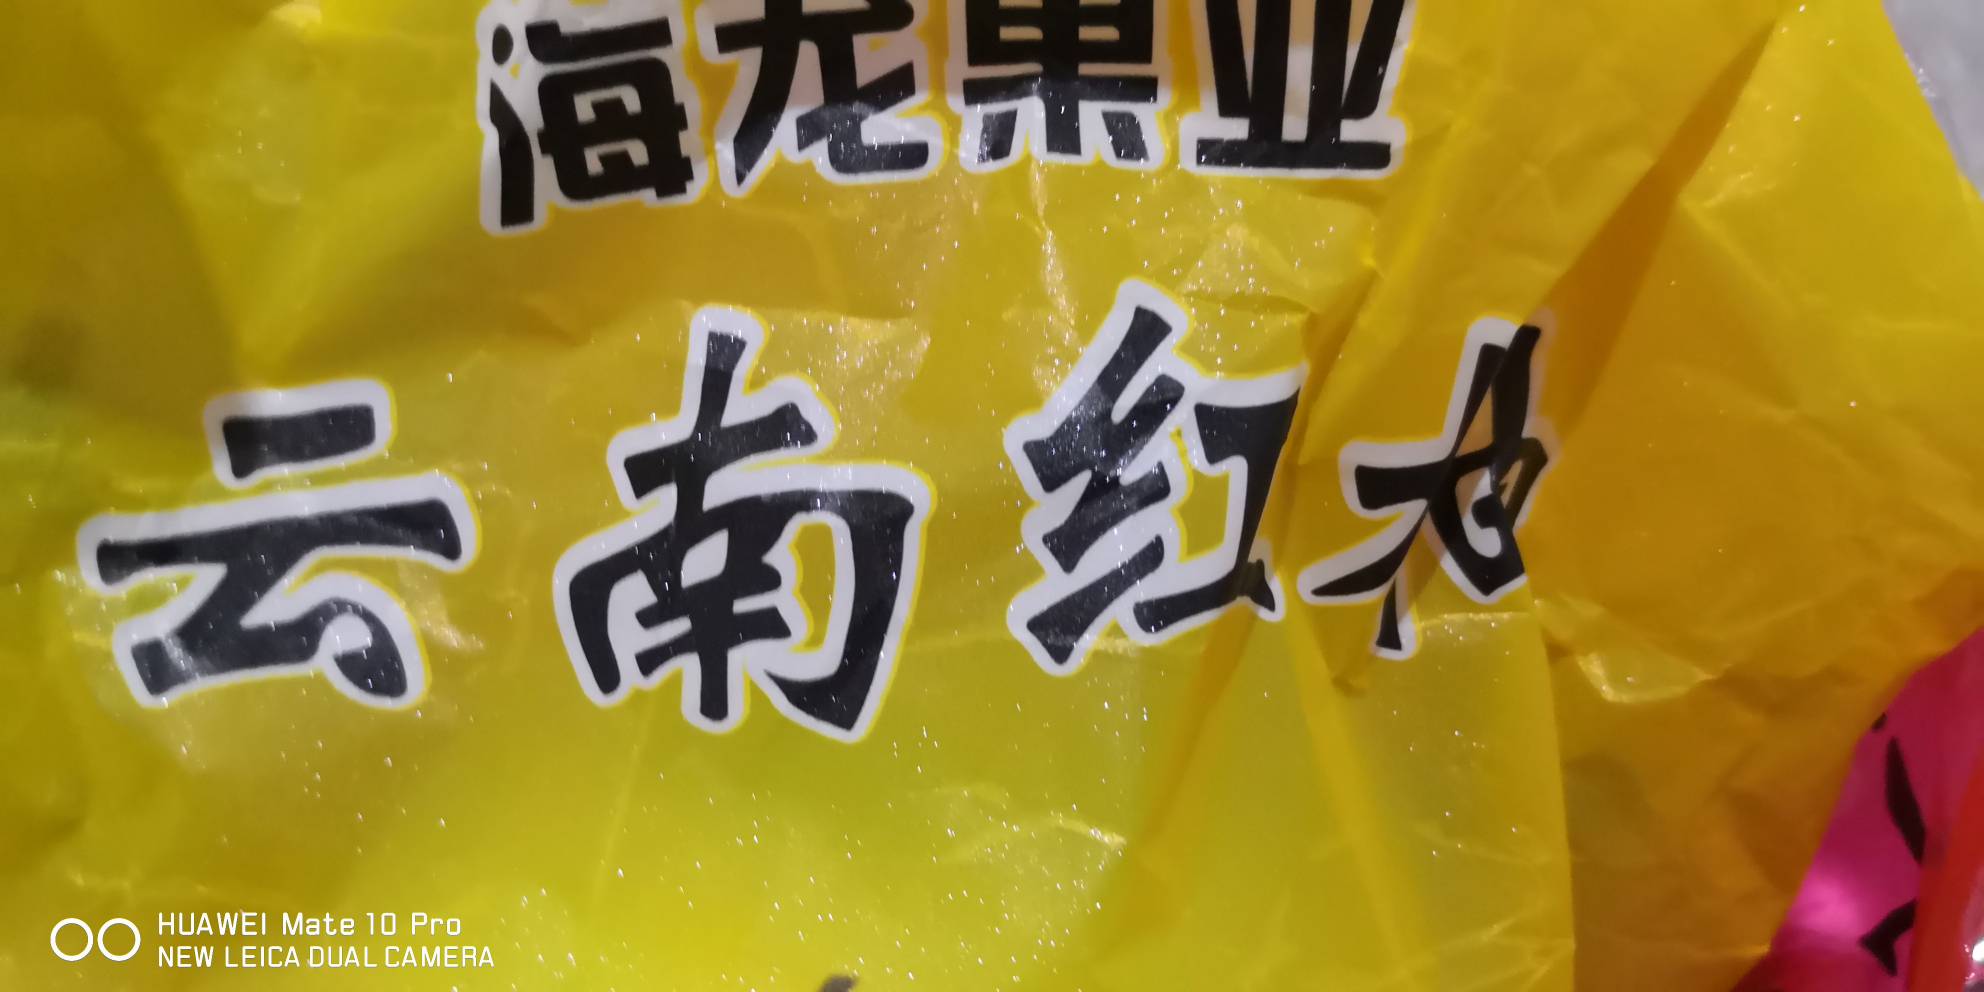 海龙果业
云南红
HUAWEI Mate 10 Pro
NEW LEICA DUAL CAMERA